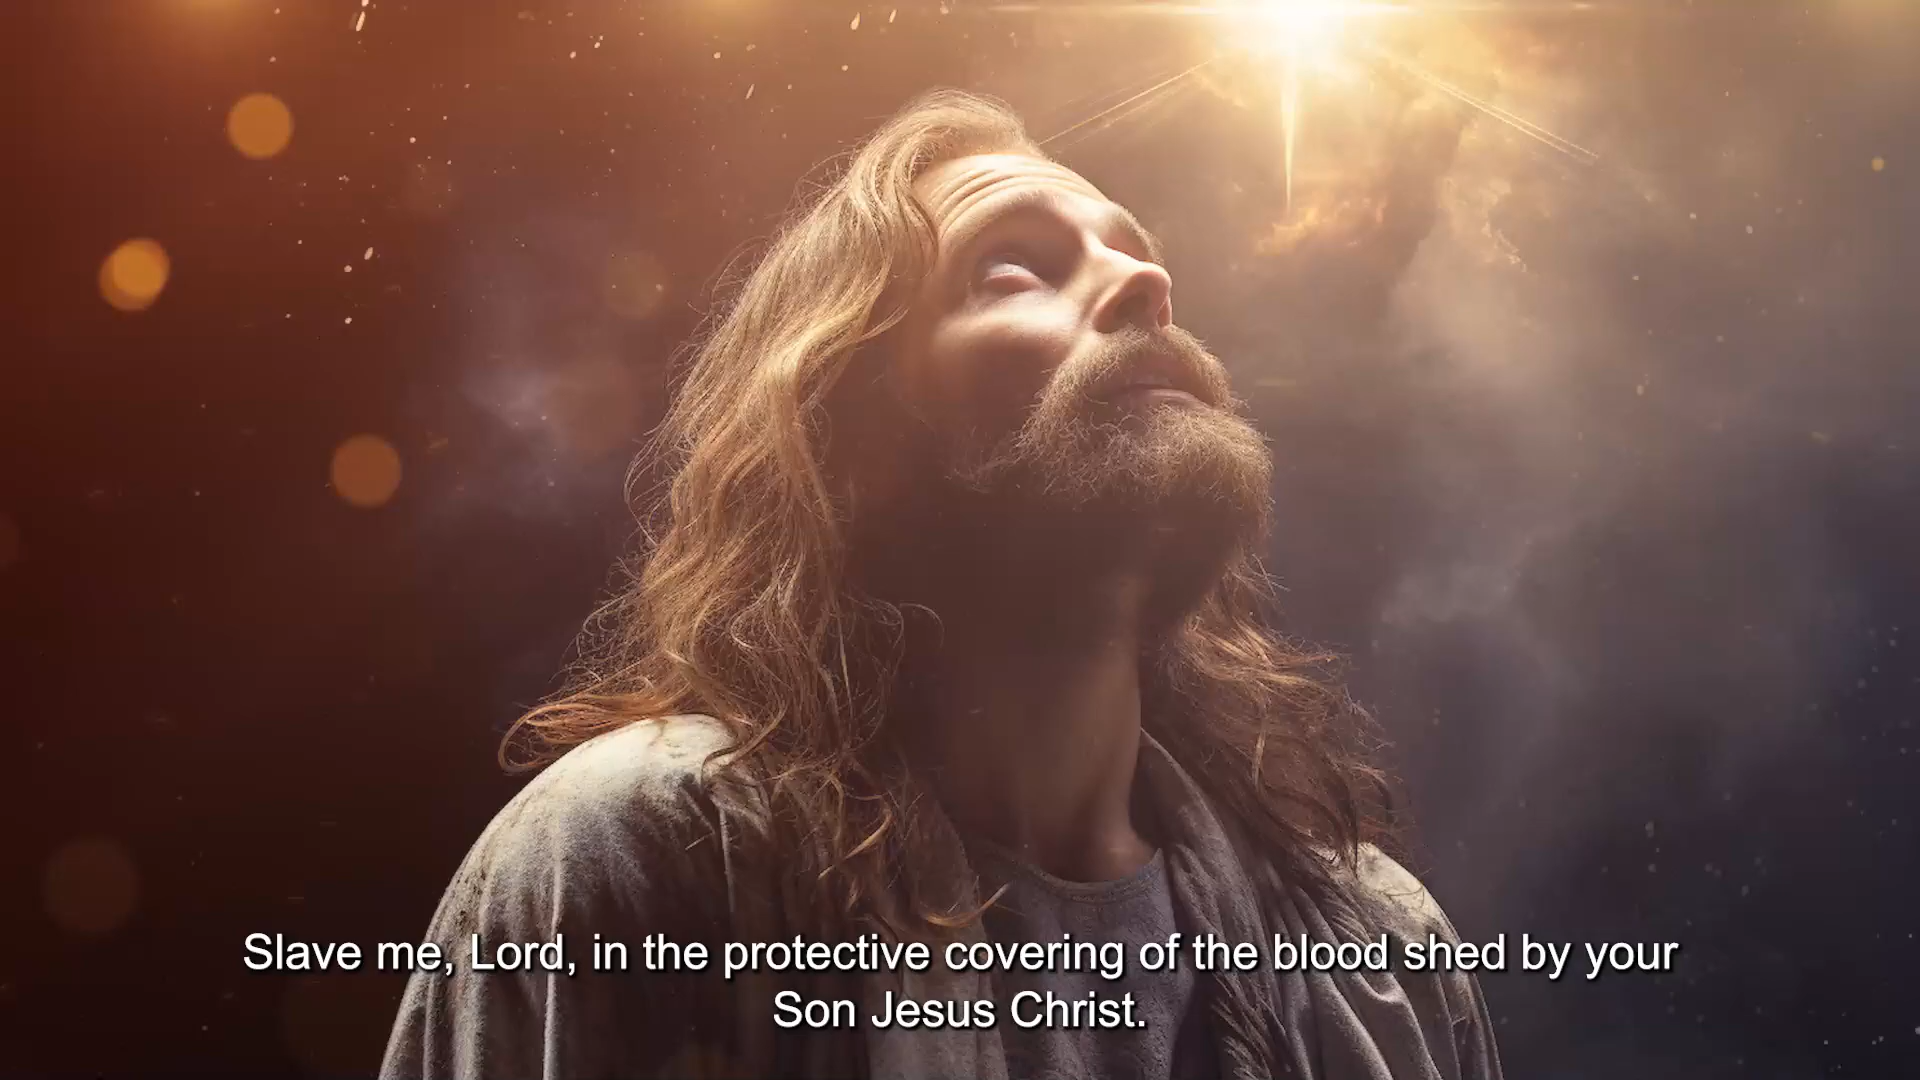 Slave me, Lord, in the protective covering of the blood shed by your
Son Jesus Christ.